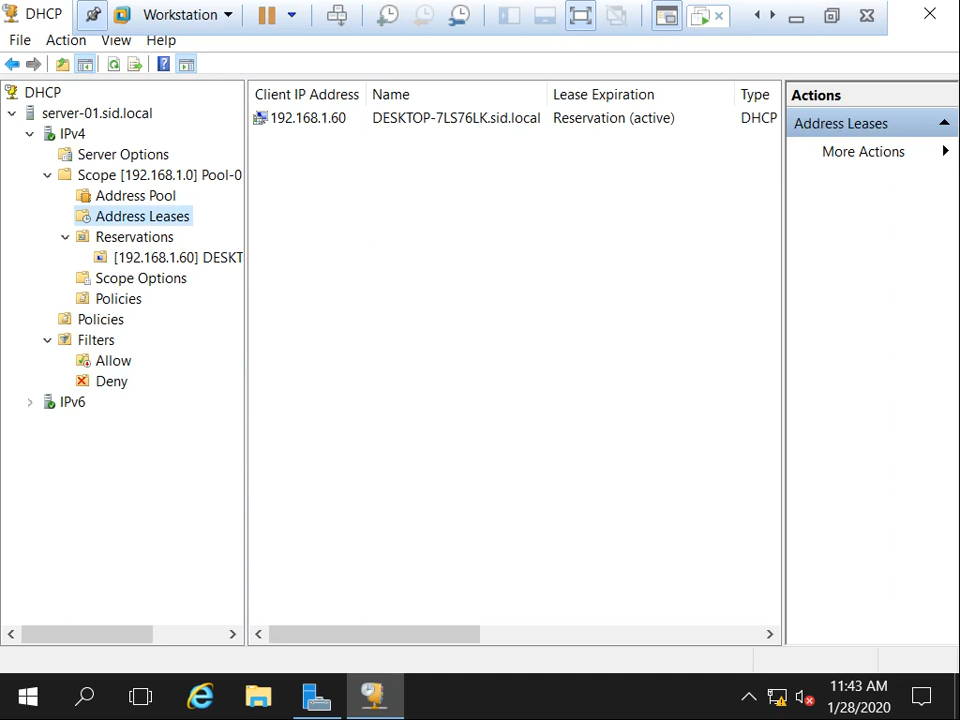 DHCP
Workstation
File Action View Help
DHCP
server-01.sid.local
IPv4
Server Options
Scope [192.168.1.0] Pool-0
Address Pool
Address Leases
Reservations
[192.168.1.60] DESKT
Scope Options
Policies
Policies
Filters
Allow
Deny
IPv6
Client IP Address Name Lease Expiration Type
192.168.1.60 DESKTOP-7LS76LK.sid.local Reservation (active) DHCP
Actions
Address Leases
More Actions
11:43 AM
1/28/2020